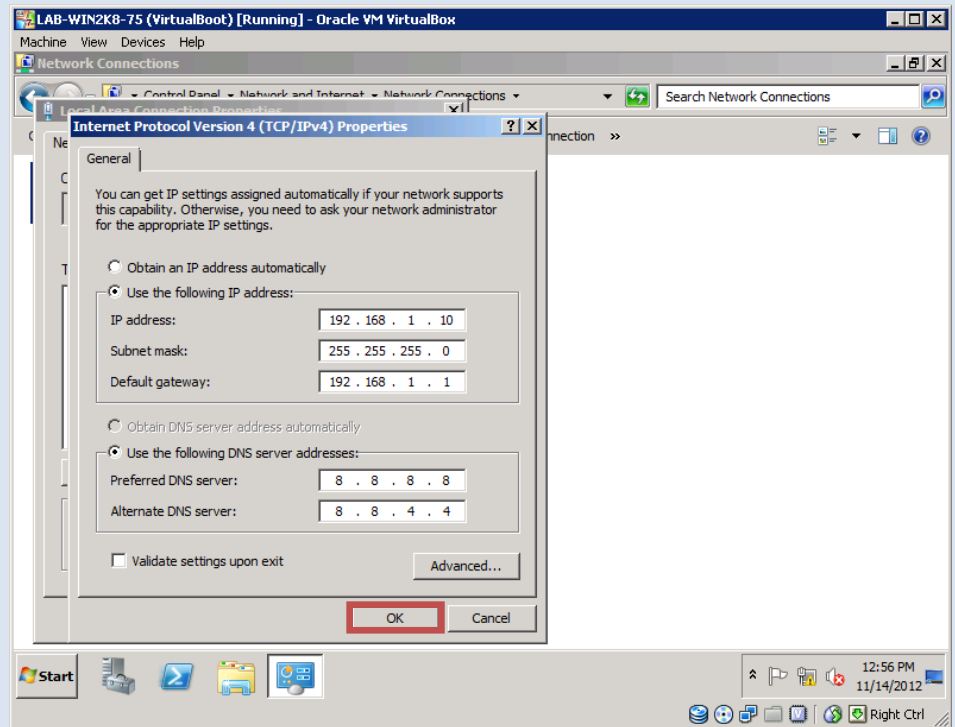 LAB-WIN2K8-75 (VirtualBoot) [Running] - Oracle VM VirtualBox
Machine View Devices Help
Network Connections
Control Panel Network and Internet Network Connections
Search Network Connections
Local Area Connection Properties
Internet Protocol Version 4 (TCP/IPv4) Properties
nnection »
Ne
General
You can get IP settings assigned automatically if your network supports
this capability. Otherwise, you need to ask your network administrator
for the appropriate IP settings.
Obtain an IP address automatically
Use the following IP address:
IP address: 192 . 168 . 1 . 10
Subnet mask: 255 . 255 . 255 . 0
Default gateway: 192 . 168 . 1 . 1
Obtain DNS server address automatically
Use the following DNS server addresses:
Preferred DNS server: 8 . 8 . 8 . 8
Alternate DNS server: 8 . 8 . 4 . 4
Validate settings upon exit
Advanced...
OK Cancel
Start
12:56 PM
11/14/2012
Right Ctrl